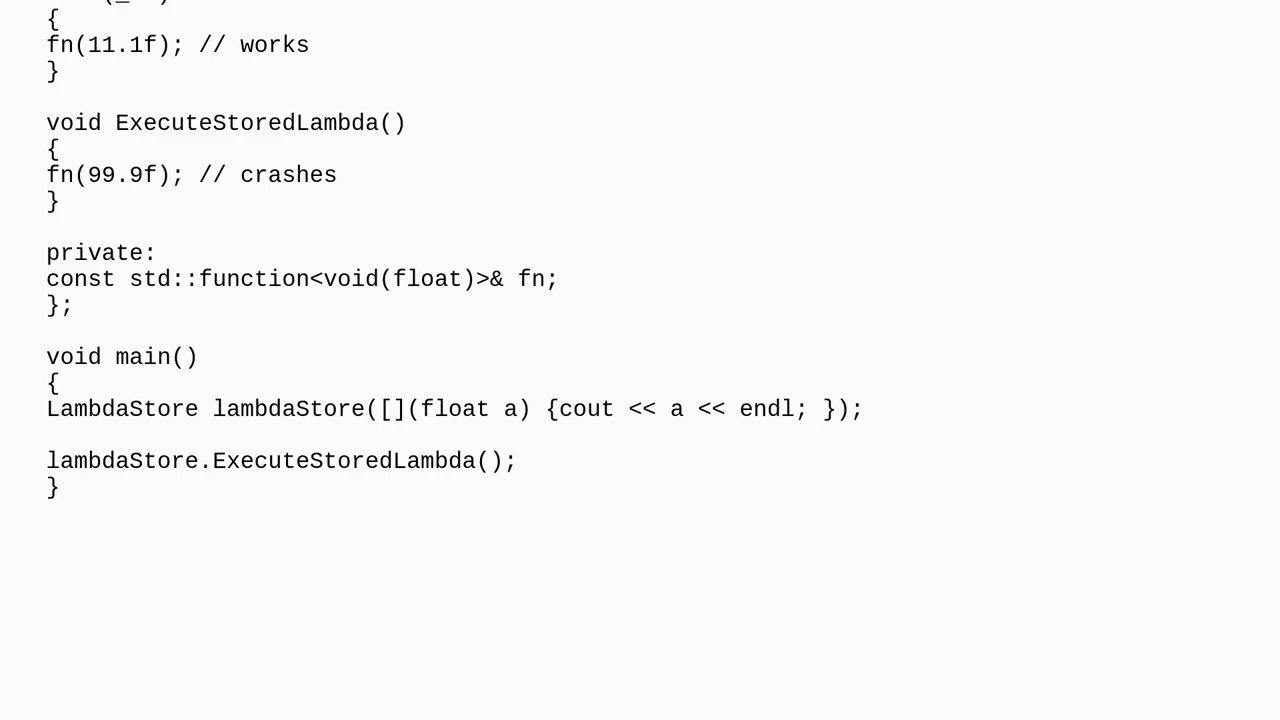 {
fn(11.1f); // works
}
void ExecuteStoredLambda()
{
fn(99.9f); // crashes
}
private:
const std::function<void(float)>& fn;
};
void main()
{
LambdaStore lambdaStore([](float a) {cout << a << endl; });
lambdaStore.ExecuteStoredLambda();
}